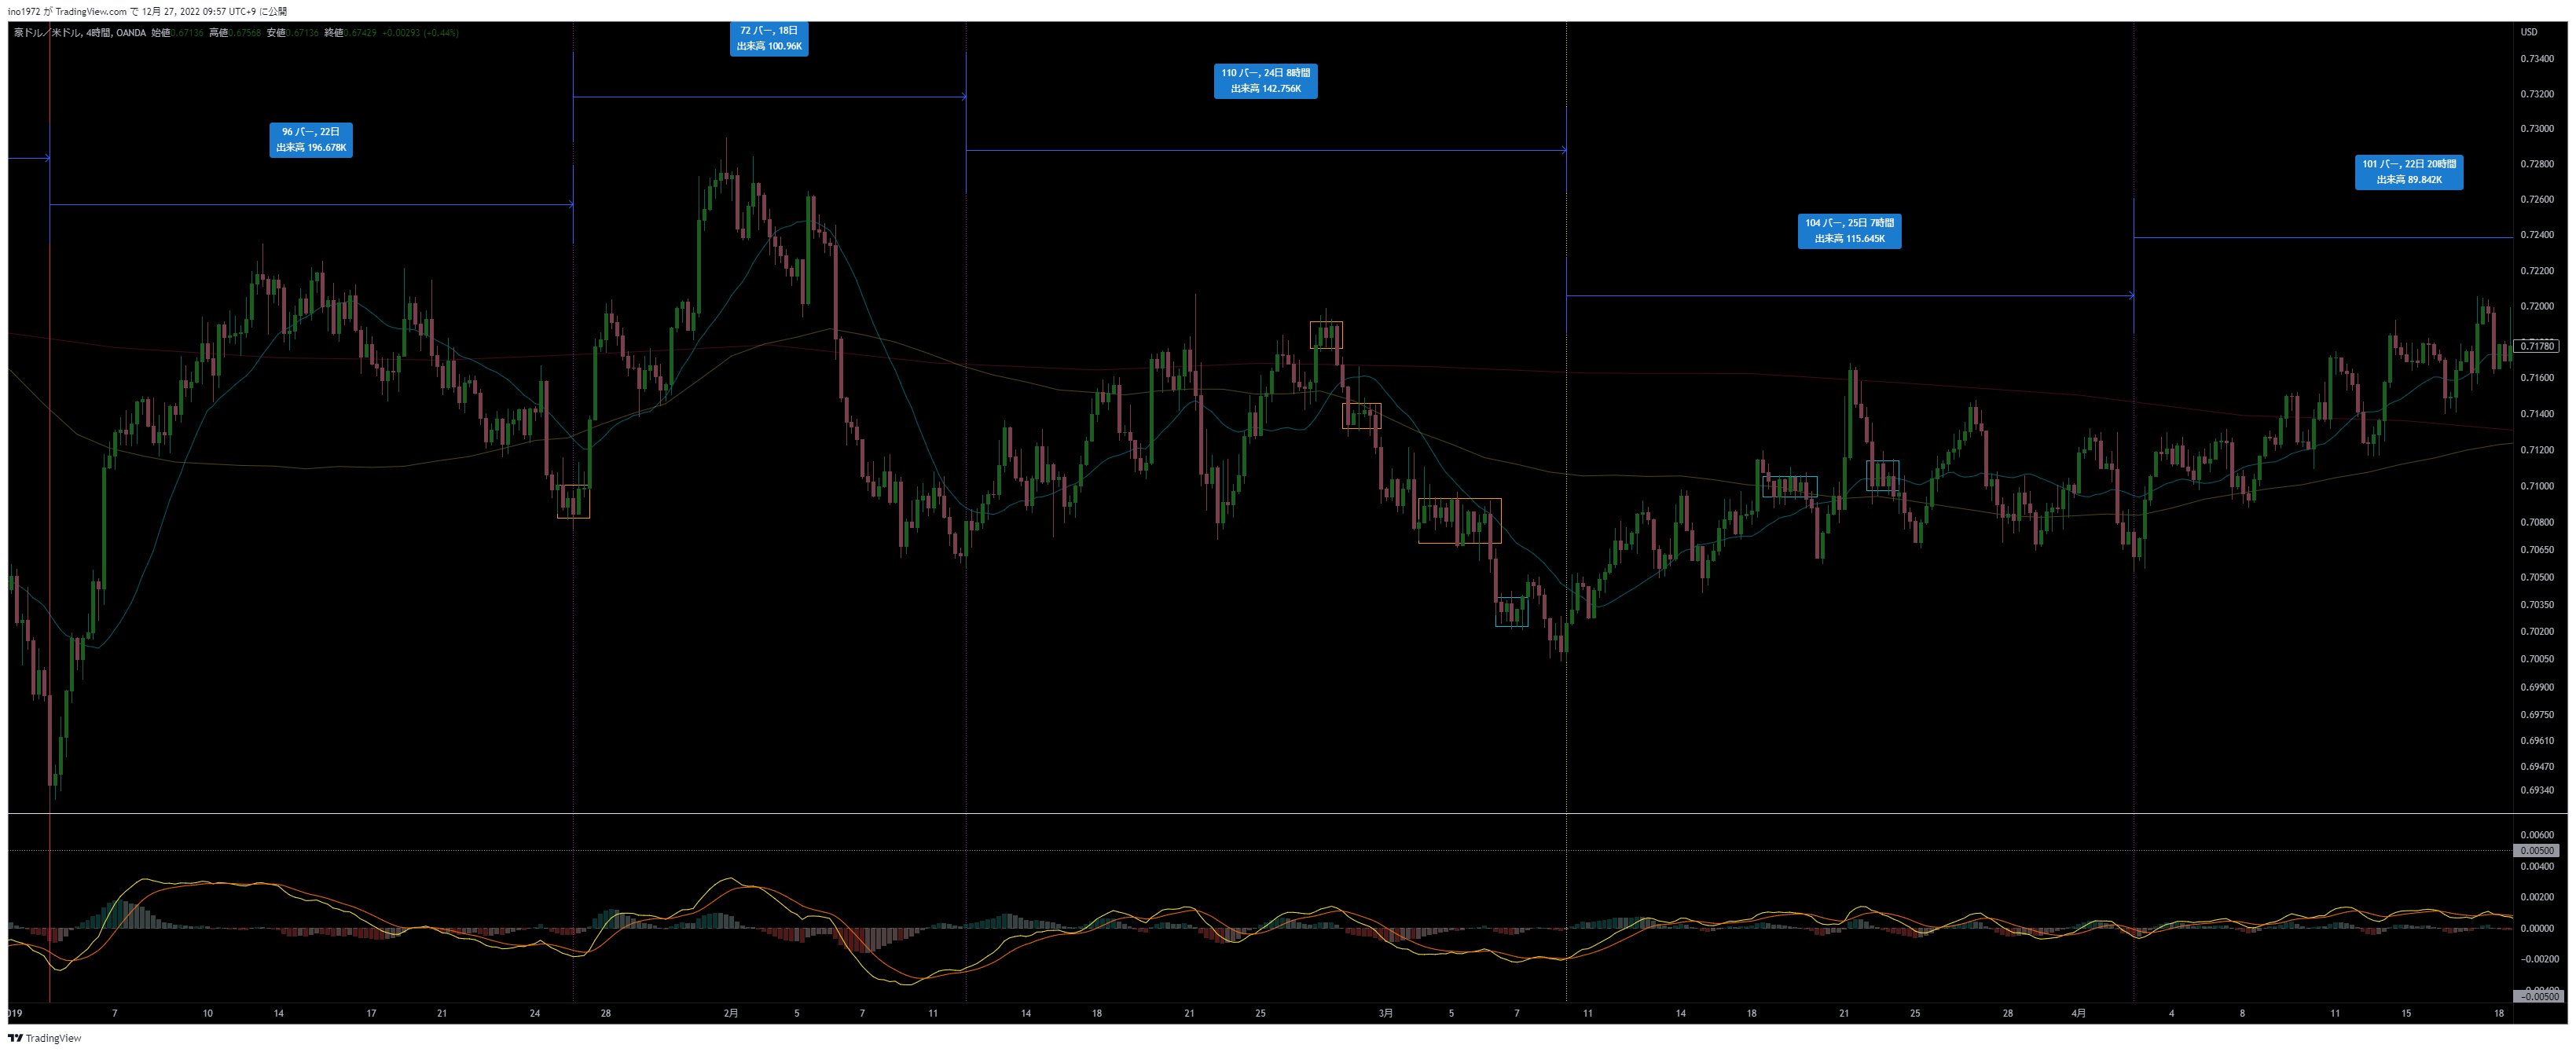 ino1972 が TradingView.com で 12月 27, 2022 09:57 UTC+9 に公開
豪ドル／米ドル, 4時間, OANDA 始値0.67136 高値0.67568 安値0.67136 終値0.67429 +0.00293 (+0.44%)
72 バー, 18日
出来高 100.96K
110 バー, 24日 8時間
出来高 142.756K
96 バー, 22日
出来高 196.678K
101 バー, 22日 20時間
出来高 89.842K
104 バー, 25日 7時間
出来高 115.645K
USD
0.73400
0.73200
0.73000
0.72800
0.72600
0.72400
0.72200
0.72000
0.71780
0.71600
0.71400
0.71200
0.71000
0.70800
0.70650
0.70500
0.70350
0.70200
0.70050
0.69900
0.69750
0.69610
0.69470
0.69340
0.00600
0.00500
0.00400
0.00200
0.00000
−0.00200
−0.00500
019 7 10 14 17 21 24 28 2月 5 7 11 14 18 21 25 3月 5 7 11 14 18 21 25 28 4月 4 8 11 15 18
TradingView